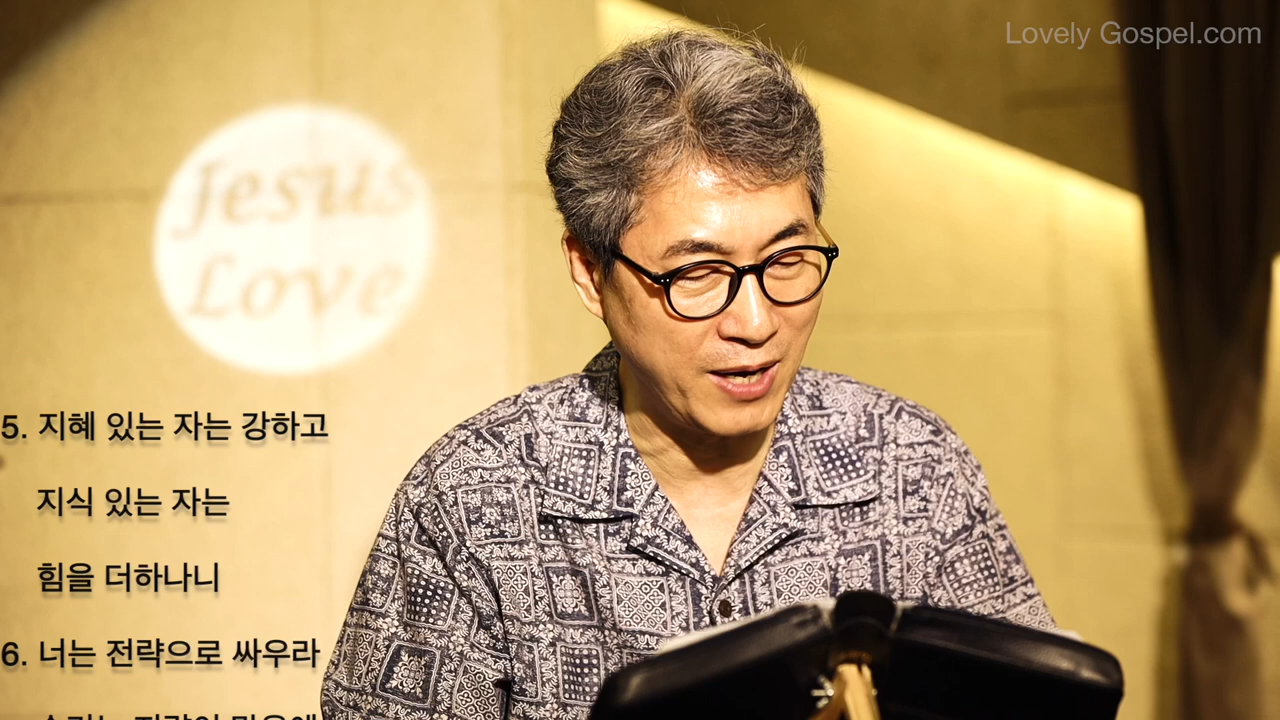 Lovely Gospel.com
Jesus
Love
5. 지혜 있는 자는 강하고
지식 있는 자는
힘을 더하나니
6. 너는 전략으로 싸우라